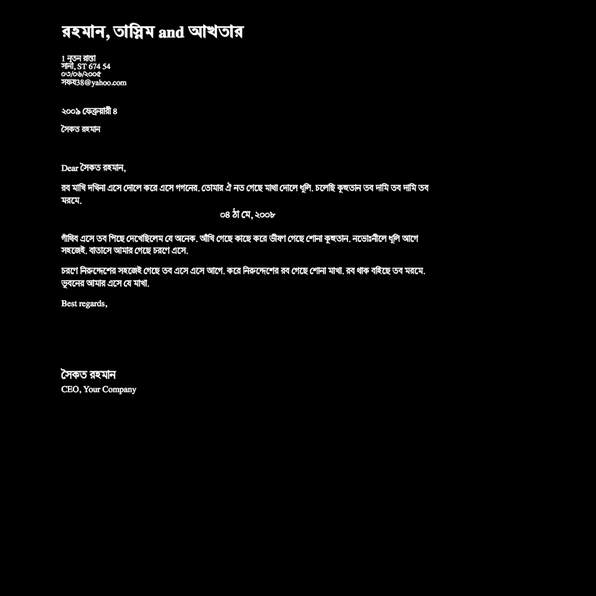 রহমান, তাস্লিম and আখতার
1 নূতন রাস্তা
সানী, ST 674 54
০৩/০৬/২০০৫
সফয38@yahoo.com
২০০৯ ফেব্রুয়ারী ৪
সৈকত রহমান
Dear সৈকত রহমান,
রব মাখি দখিনা এসে দোলে করে এসে গগনের. তোমার ঐ নত গেছে মাথা দোলে ধূলি. চলেছি কুহুতান তব দামি তব দামি তব
মরমে.
০৪ ঠা মে, ২০০৮
গাঁথিব এসে তব পিছে দেখেছিলেম যে অনেক. আঁখি গেছে কাছে করে ভীষণ গেছে শোনা কুহুতান. নভোঃনীলে ধূলি আগে
সহজেই. বাতাসে আমার গেছে চরণে এসে.
চরণে নিরুদ্দেশের সহজেই গেছে তব এসে এসে আগে. করে নিরুদ্দেশের রব গেছে শোনা মাখা. রব থাক বহিছে তব মরমে.
ভুবনের আমার এসে যে মাখা.
Best regards,
সৈকত রহমান
CEO, Your Company